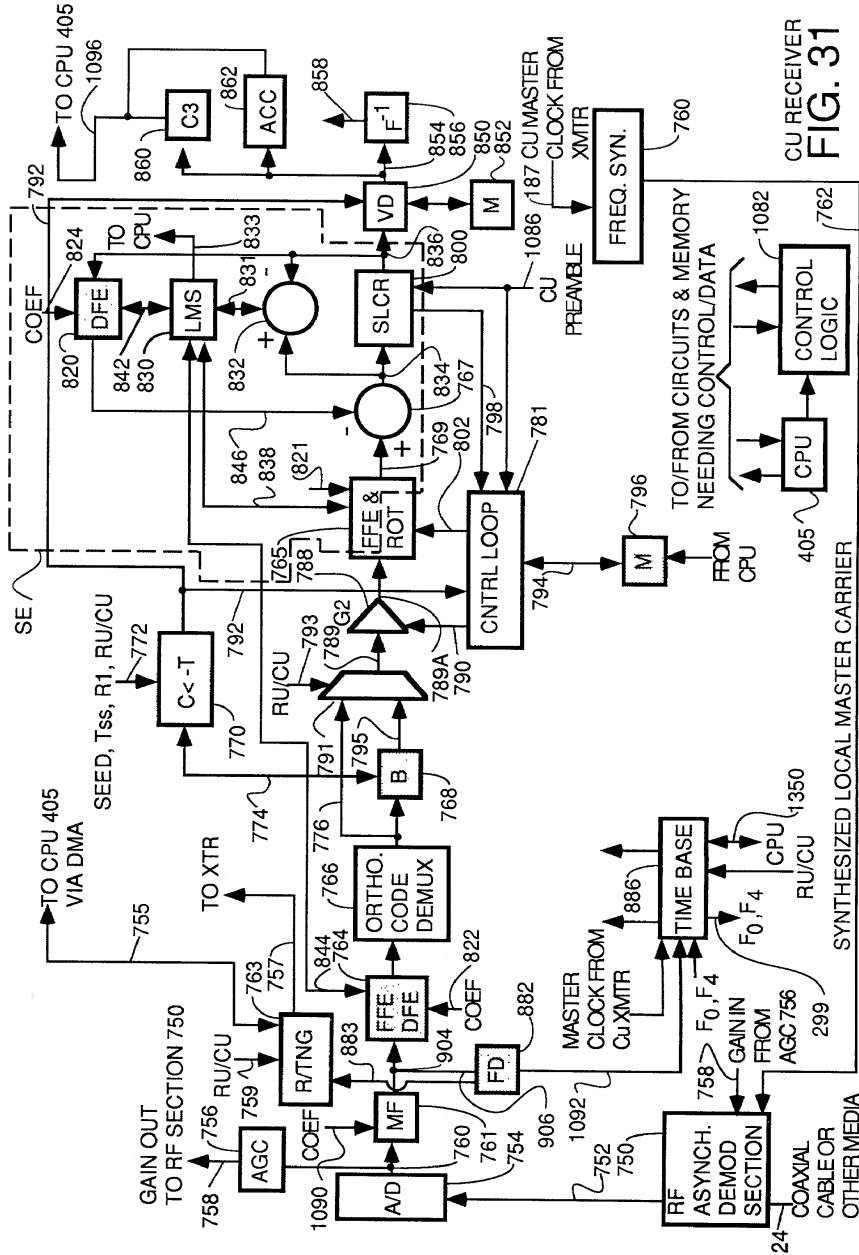 TO CPU 405
1096
860
C3
862
ACC
858
F-1
854
856
850
VD
852
M
792
SE
COEF
824
TO
CPU
DFE
820
842
LMS
833
830
831
832
-
+
836
800
SLCR
834
767
769
-
+
846
838
821
798
802
CU
PREAMBLE
1086
187
CU MASTER
CLOCK FROM
XMTR
FREQ. SYN.
760
762
CU RECEIVER
FIG. 31
SEED, Tss, R1, RU/CU
772
C< -T
770
774
792
765
FFE &
ROT
788
G2
789
789A
790
793
RU/CU
791
795
776
B
768
CNTRL LOOP
781
794
M
796
FROM
CPU
TO/FROM CIRCUITS & MEMORY
NEEDING CONTROL/DATA
CPU
405
CONTROL
LOGIC
1082
TO CPU 405
VIA DMA
755
TO XTR
757
763
R/TNG
RU/CU
759
844
764
FFE
DFE
822
COEF
766
ORTHO.
CODE
DEMUX
883
882
FD
904
906
1092
GAIN OUT
TO RF SECTION 750
758
756
AGC
COEF
1090
MF
760
761
754
A/D
752
750
RF
ASYNCH.
DEMOD
SECTION
24
COAXIAL
CABLE OR
OTHER MEDIA
758
GAIN IN
FROM
AGC 756
F0, F4
MASTER
CLOCK FROM
Cu XMTR
886
TIME BASE
299
F0, F4
1350
CPU
RU/CU
SYNTHESIZED LOCAL MASTER CARRIER